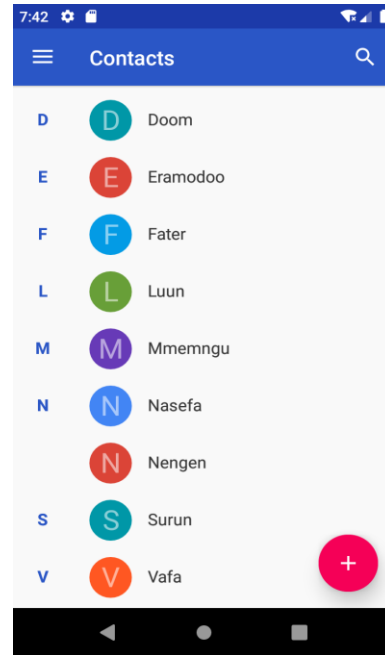 7:42
Contacts
D D Doom
E E Eramodoo
F F Fater
L L Luun
M M Mmemngu
N N Nasefa
N Nengen
S S Surun
V V Vafa
+